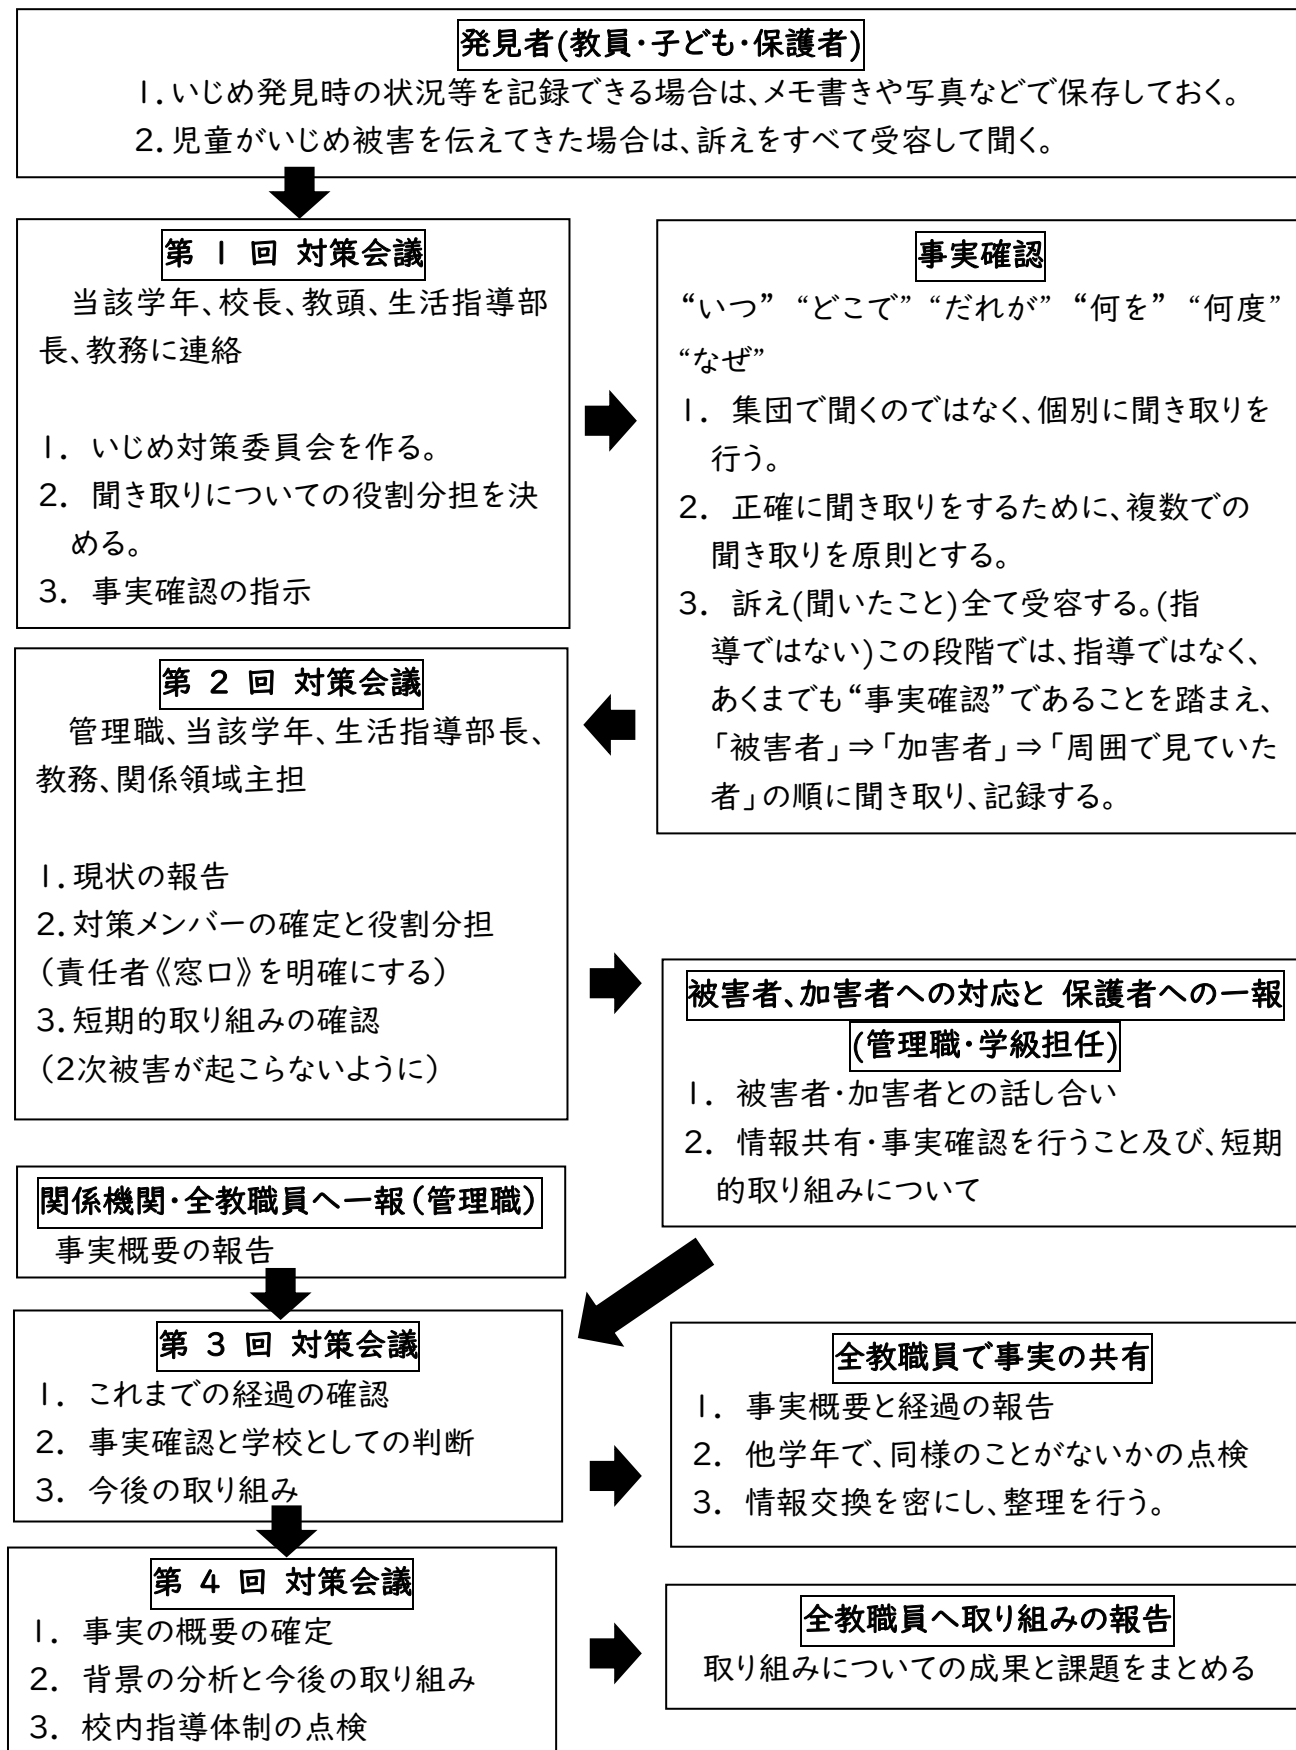 発見者(教員・子ども・保護者)
1.いじめ発見時の状況等を記録できる場合は、メモ書きや写真などで保存しておく。
2.児童がいじめ被害を伝えてきた場合は、訴えをすべて受容して聞く。
第 1 回 対策会議
当該学年、校長、教頭、生活指導部
長、教務に連絡
1. いじめ対策委員会を作る。
2. 聞き取りについての役割分担を決
める。
3. 事実確認の指示
事実確認
“いつ” “どこで” “だれが” “何を” “何度”
“なぜ”
1. 集団で聞くのではなく、個別に聞き取りを
行う。
2. 正確に聞き取りをするために、複数での
聞き取りを原則とする。
3. 訴え(聞いたこと)全て受容する。(指
導ではない)この段階では、指導ではなく、
あくまでも“事実確認”であることを踏まえ、
「被害者」⇒「加害者」⇒「周囲で見ていた
者」の順に聞き取り、記録する。
第 2 回 対策会議
管理職、当該学年、生活指導部長、
教務、関係領域主担
1.現状の報告
2.対策メンバーの確定と役割分担
(責任者《窓口》を明確にする)
3.短期的取り組みの確認
(2次被害が起こらないように)
被害者、加害者への対応と 保護者への一報
(管理職・学級担任)
1. 被害者・加害者との話し合い
2. 情報共有・事実確認を行うこと及び、短期
的取り組みについて
関係機関・全教職員へ一報(管理職)
事実概要の報告
第 3 回 対策会議
1. これまでの経過の確認
2. 事実確認と学校としての判断
3. 今後の取り組み
全教職員で事実の共有
1. 事実概要と経過の報告
2. 他学年で、同様のことがないかの点検
3. 情報交換を密にし、整理を行う。
第 4 回 対策会議
1. 事実の概要の確定
2. 背景の分析と今後の取り組み
3. 校内指導体制の点検
全教職員へ取り組みの報告
取り組みについての成果と課題をまとめる